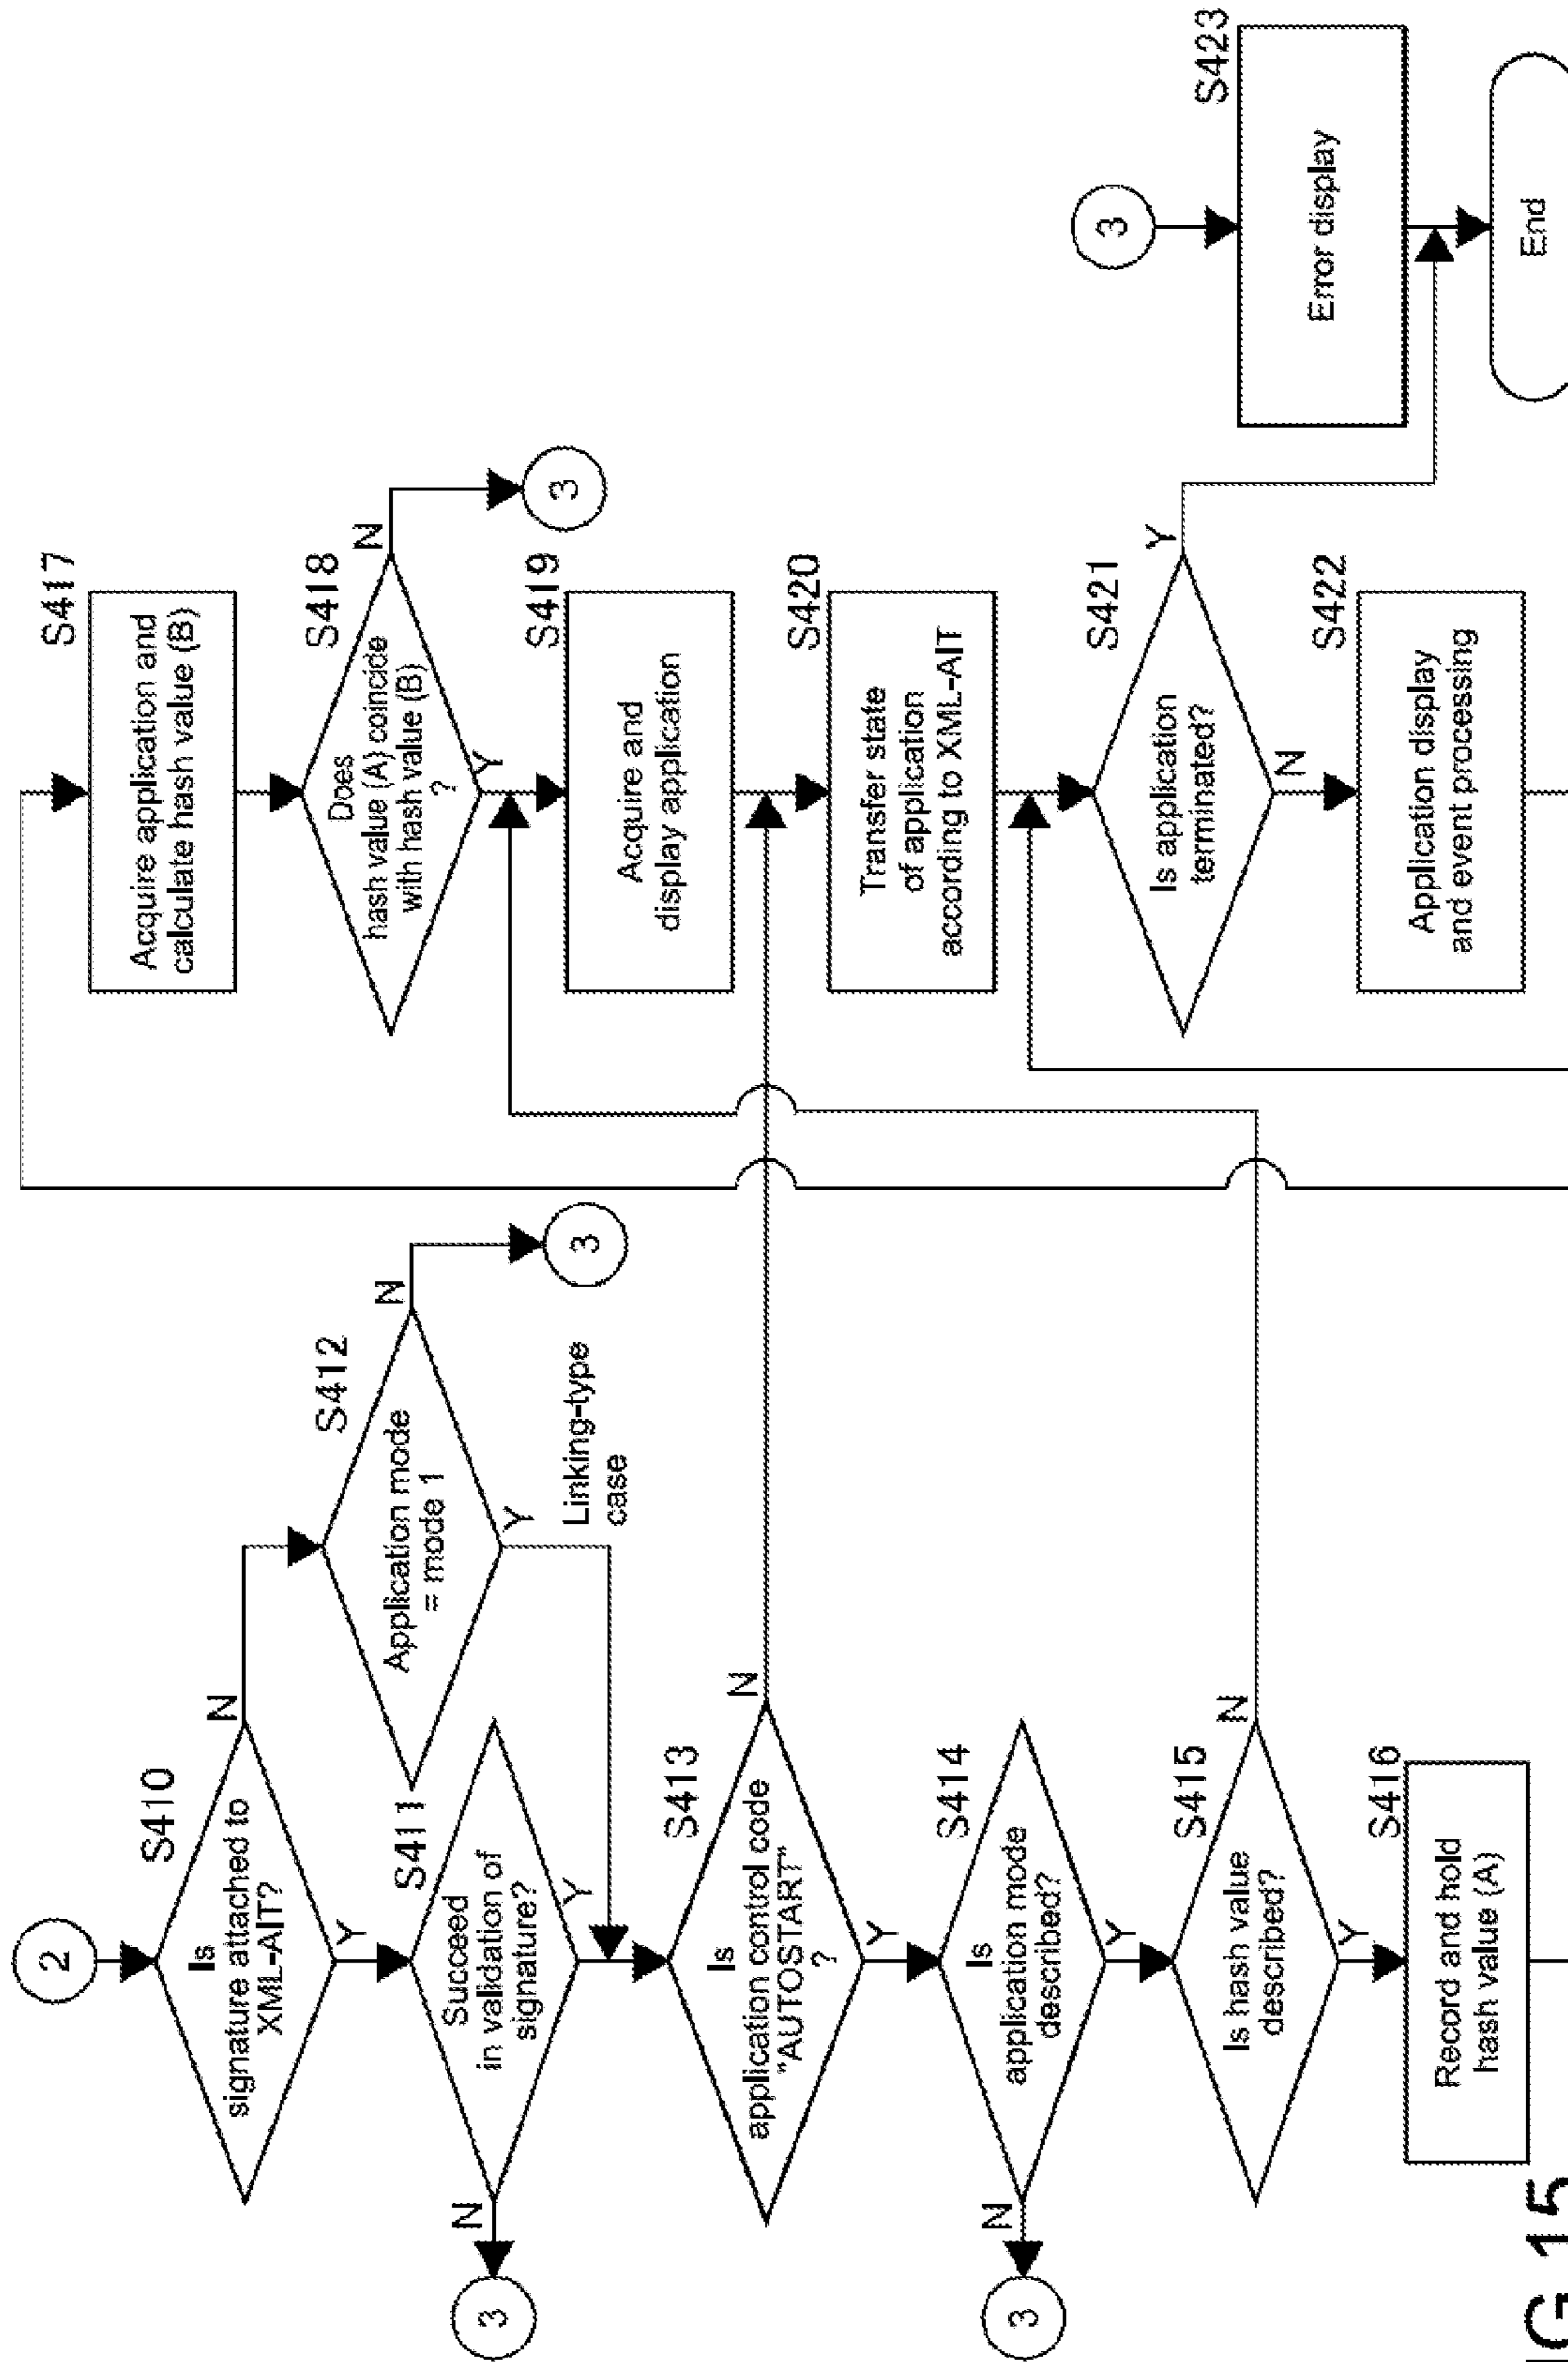 2
S410
Is
signature attached to
XML-AIT?
N
Y
S411
Succeed
in validation of
signature?
N
3
Y
S412
Application mode
= mode 1
N
3
Y
Linking-type
case
S413
Is
application control code
"AUTOSTART"
?
N
Y
S414
Is
application mode
described?
N
3
Y
S415
Is hash value
described?
N
Y
S416
Record and hold
hash value (A)
S417
Acquire application and
calculate hash value (B)
S418
Does
hash value (A) coincide
with hash value (B)
?
N
3
Y
S419
Acquire and
display application
S420
Transfer state
of application
according to XML-AIT
S421
Is application
terminated?
Y
N
S422
Application display
and event processing
3
S423
Error display
End
IG.15